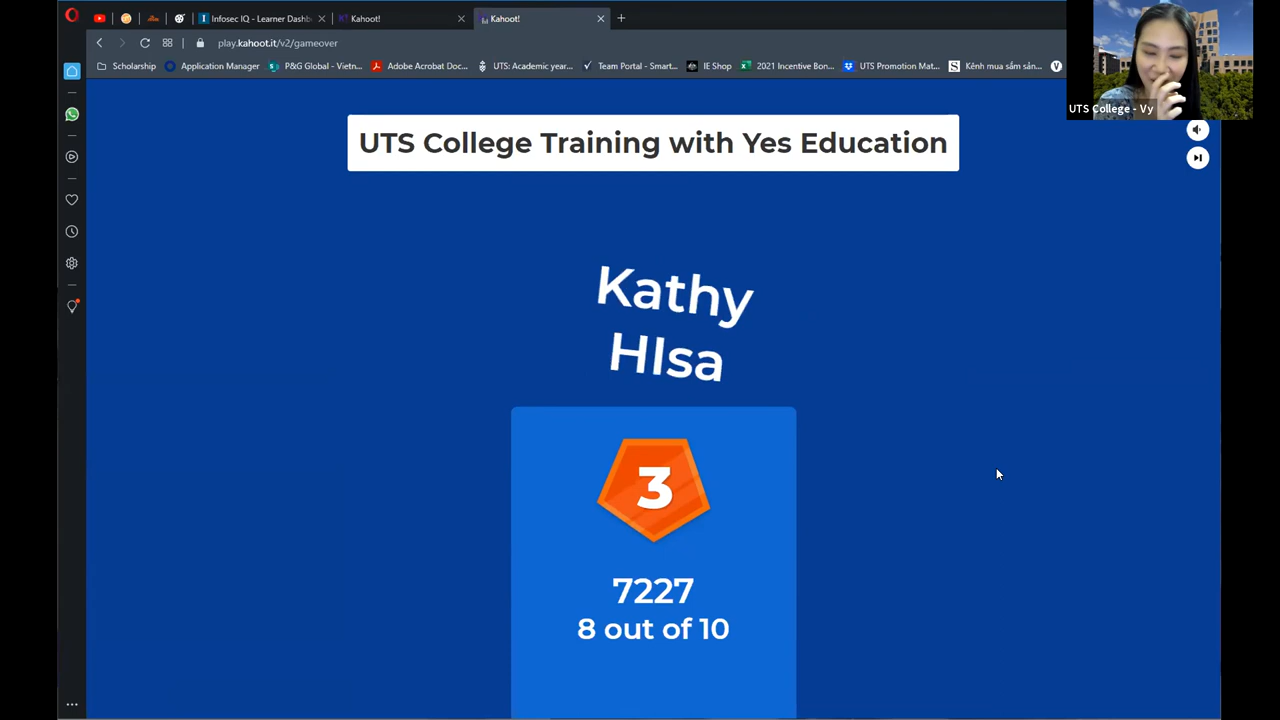 Infosec IQ - Learner Dashb
Kahoot!
Kahoot!
play.kahoot.it/v2/gameover
Scholarship
Application Manager
P&G Global - Vietn...
Adobe Acrobat Doc...
UTS: Academic year...
Team Portal - Smart...
IE Shop
2021 Incentive Bon...
UTS Promotion Mat...
Kênh mua sắm sản...
UTS College - Vy
UTS College Training with Yes Education
Kathy
HIsa
3
7227
8 out of 10